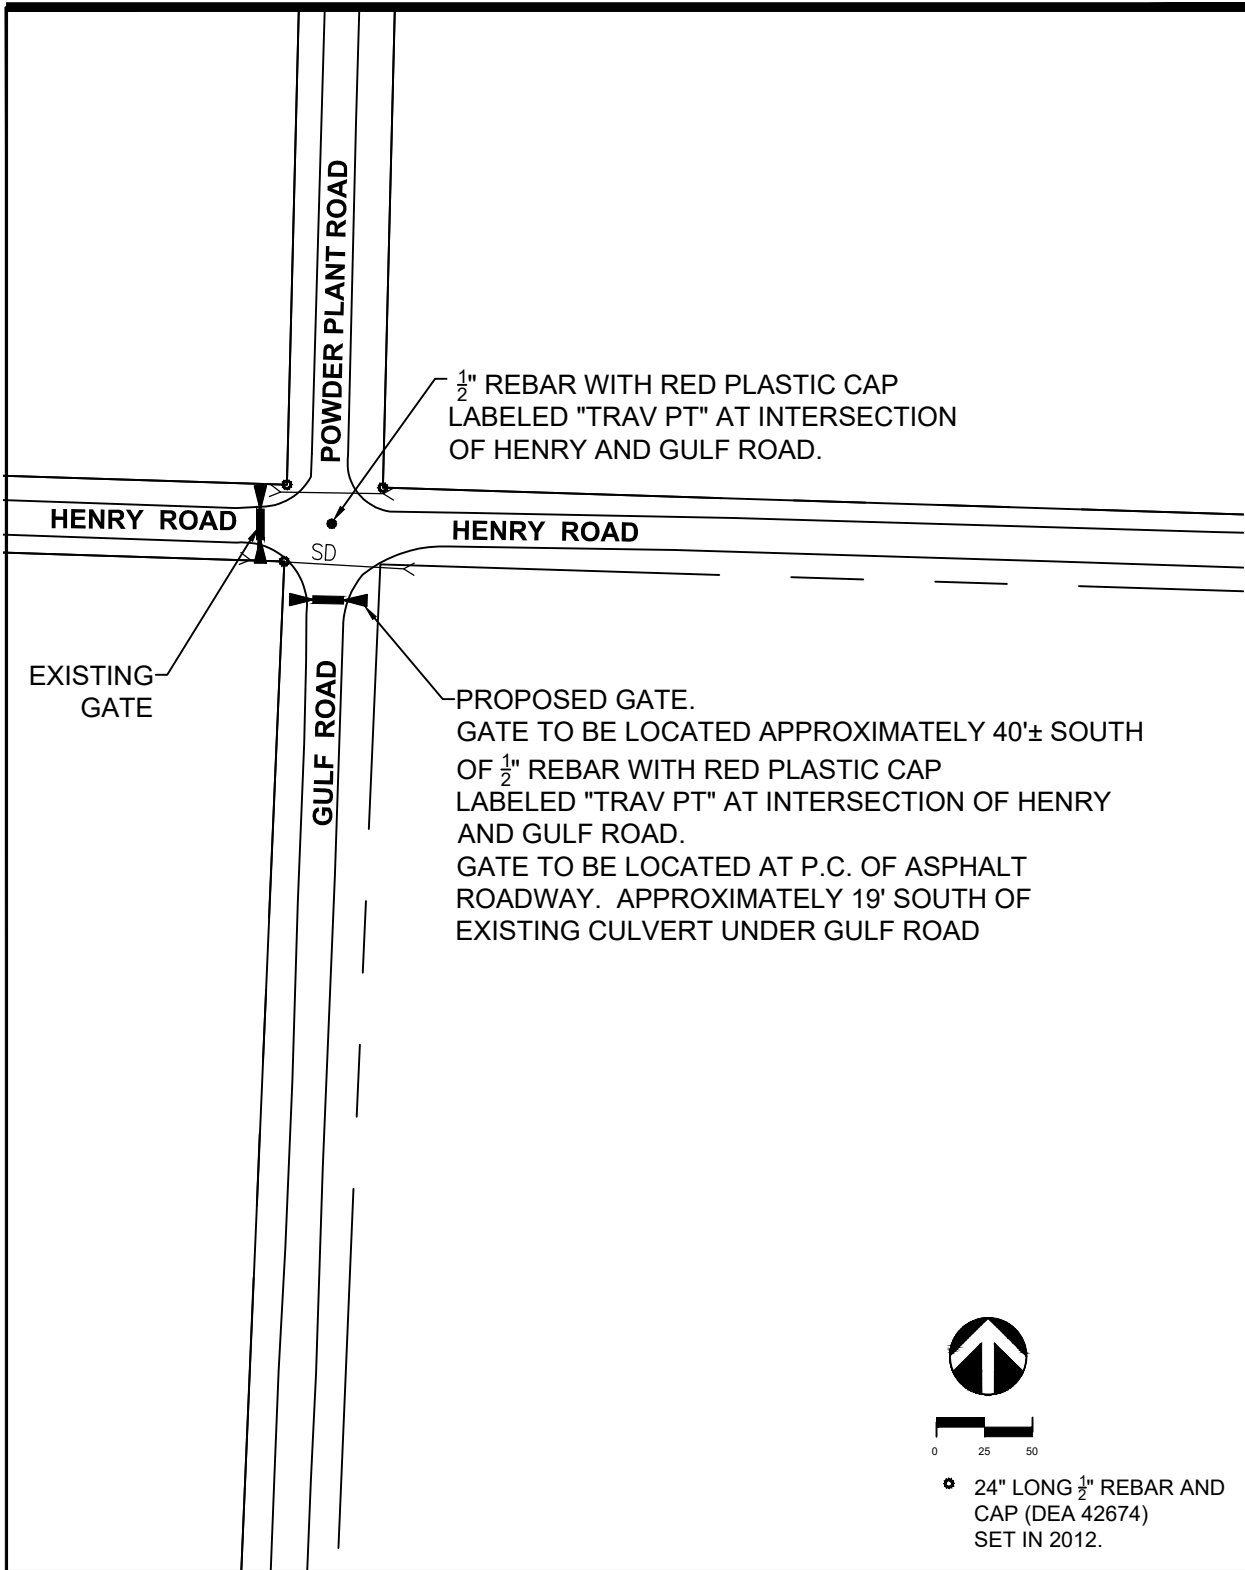 POWDER PLANT ROAD
½" REBAR WITH RED PLASTIC CAP
LABELED "TRAV PT" AT INTERSECTION
OF HENRY AND GULF ROAD.
HENRY ROAD
HENRY ROAD
SD
EXISTING
GATE
GULF ROAD
PROPOSED GATE.
GATE TO BE LOCATED APPROXIMATELY 40'± SOUTH
OF ½" REBAR WITH RED PLASTIC CAP
LABELED "TRAV PT" AT INTERSECTION OF HENRY
AND GULF ROAD.
GATE TO BE LOCATED AT P.C. OF ASPHALT
ROADWAY. APPROXIMATELY 19' SOUTH OF
EXISTING CULVERT UNDER GULF ROAD
0 25 50
24" LONG ½" REBAR AND
CAP (DEA 42674)
SET IN 2012.